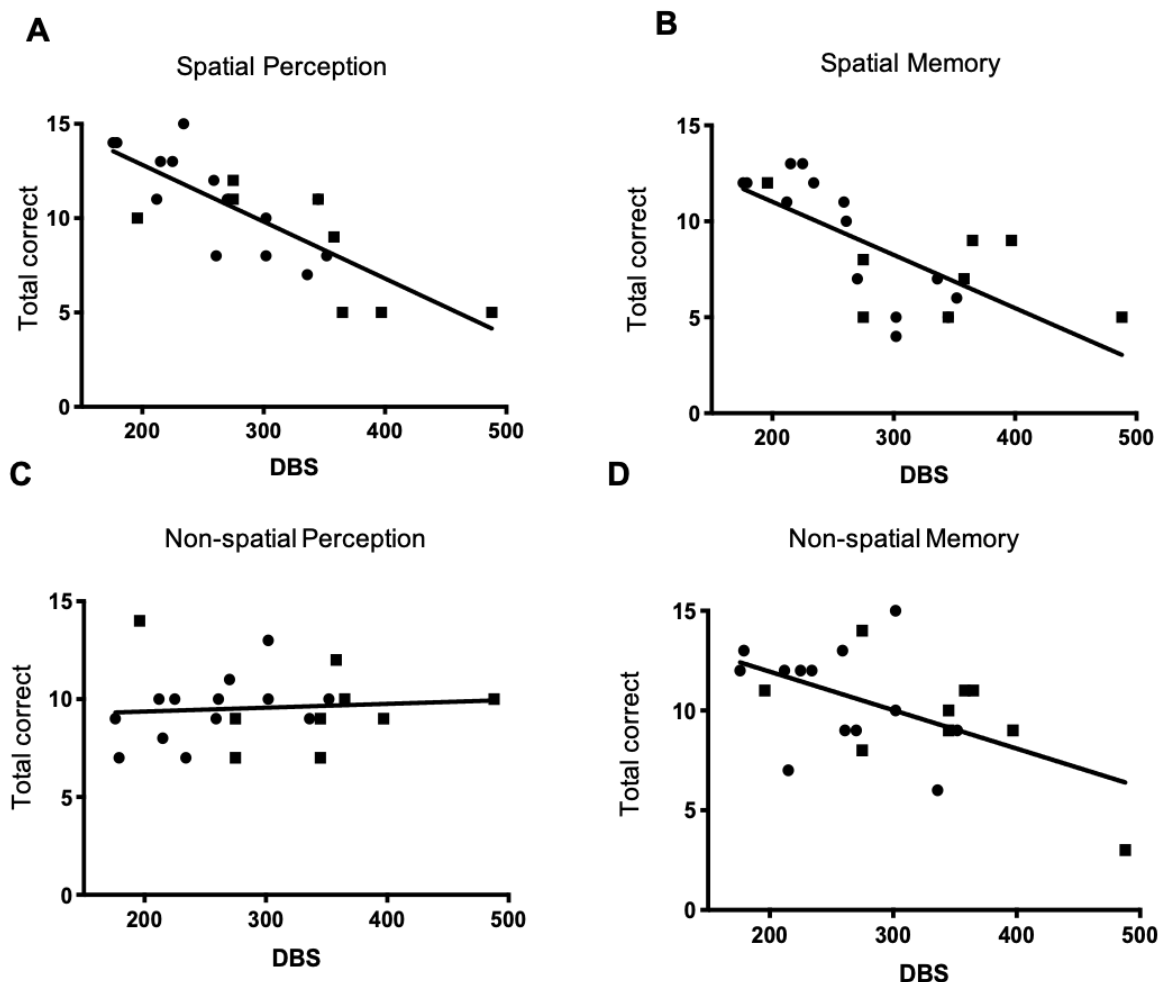 A
Spatial Perception
Total correct
15
10
5
0
200 300 400 500
DBS
B
Spatial Memory
Total correct
15
10
5
0
200 300 400 500
DBS
C
Non-spatial Perception
Total correct
15
10
5
0
200 300 400 500
DBS
D
Non-spatial Memory
Total correct
15
10
5
0
200 300 400 500
DBS